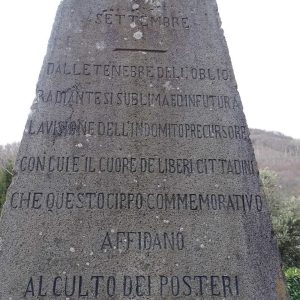 SETTEMBRE
DALLE TENEBRE DELL'OBLIO
RADIANTE SI SUBLIMA ED INFUTURA
LA VISIONE DELL'INDOMITO PRECURSORE
CON CUI E IL CUORE DE LIBERI CITTADINI
CHE QUESTO CIPPO COMMEMORATIVO
AFFIDANO
AL CULTO DEI POSTERI